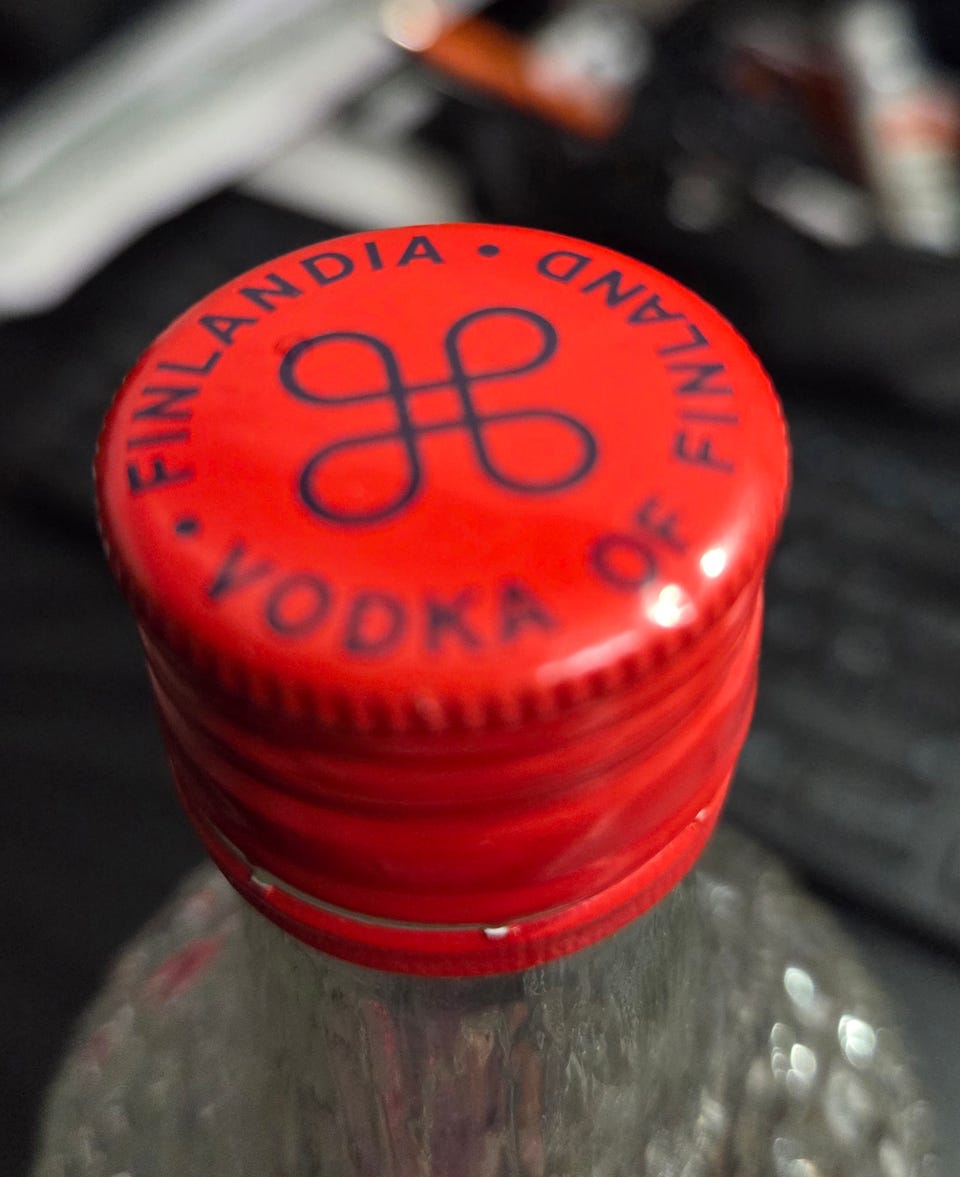 FINLANDIA • VODKA OF FINLAND •